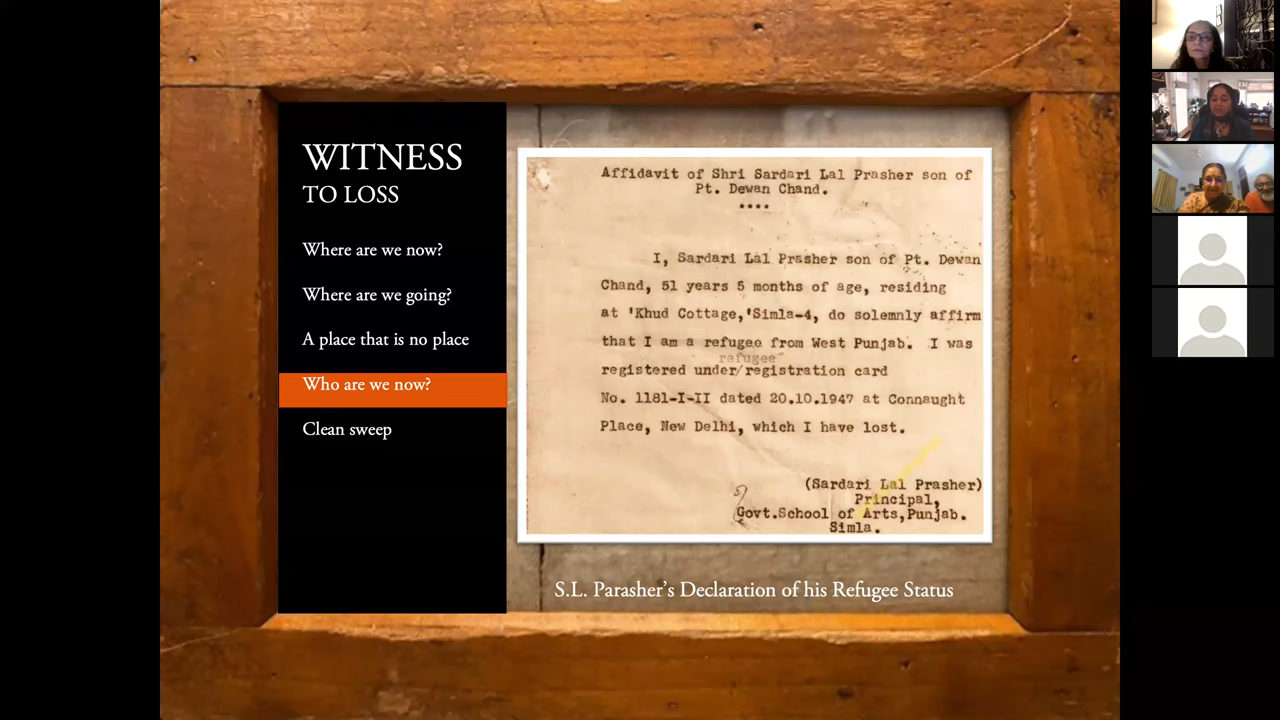 WITNESS
TO LOSS
Where are we now?
Where are we going?
A place that is no place
Who are we now?
Clean sweep
Affidavit of Shri Sardari Lal Prasher son of
Pt. Dewan Chand.
****
I, Sardari Lal Prasher son of Pt. Dewan
Chand, 51 years 5 months of age, residing
at 'Khud Cottage,'Simla-4, do solemnly affirm
that I am a refugee from West Punjab. I was
refugee
registered under/registration card
No. 1181-I-II dated 20.10.1947 at Connaught
Place, New Delhi, which I have lost.
(Sardari Lal Prasher)
Principal,
Govt.School of Arts,Punjab.
Simla.
S.L. Parasher's Declaration of his Refugee Status